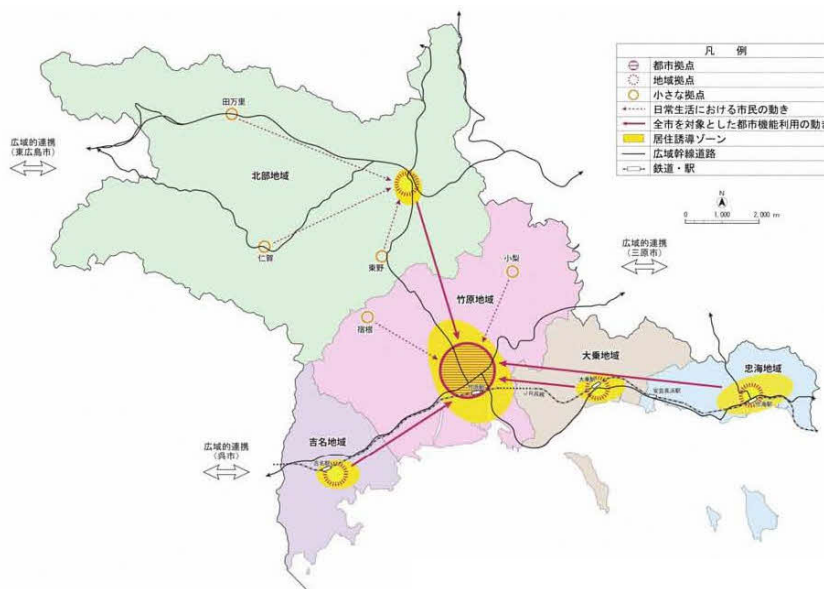 凡 例
都市拠点
地域拠点
小さな拠点
日常生活における市民の動き
全市を対象とした都市機能利用の動き
居住誘導ゾーン
広域幹線道路
鉄道・駅
N
0 1,000 2,000 m
田万里
広域的連携
(東広島市)
北部地域
仁賀
東野
小梨
広域的連携
(三原市)
竹原地域
宿根
大乗地域
忠海地域
大乗駅
安芸長浜駅
忠海駅
竹原駅
JR呉線
吉名地域
広域的連携
(呉市)
吉名駅